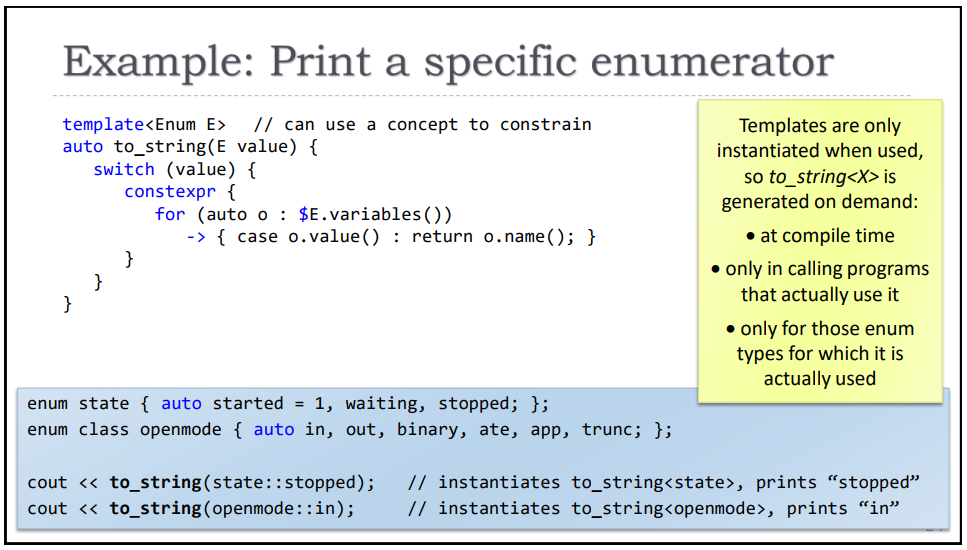 Example: Print a specific enumerator
template<Enum E>   // can use a concept to constrain
auto to_string(E value) {
   switch (value) {
      constexpr {
         for (auto o : $E.variables())
            -> { case o.value() : return o.name(); }
      }
   }
}
Templates are only
instantiated when used,
so to_string<X> is
generated on demand:
• at compile time
• only in calling programs
that actually use it
• only for those enum
types for which it is
actually used
enum state { auto started = 1, waiting, stopped; };
enum class openmode { auto in, out, binary, ate, app, trunc; };
cout << to_string(state::stopped);   // instantiates to_string<state>, prints “stopped”
cout << to_string(openmode::in);     // instantiates to_string<openmode>, prints “in”